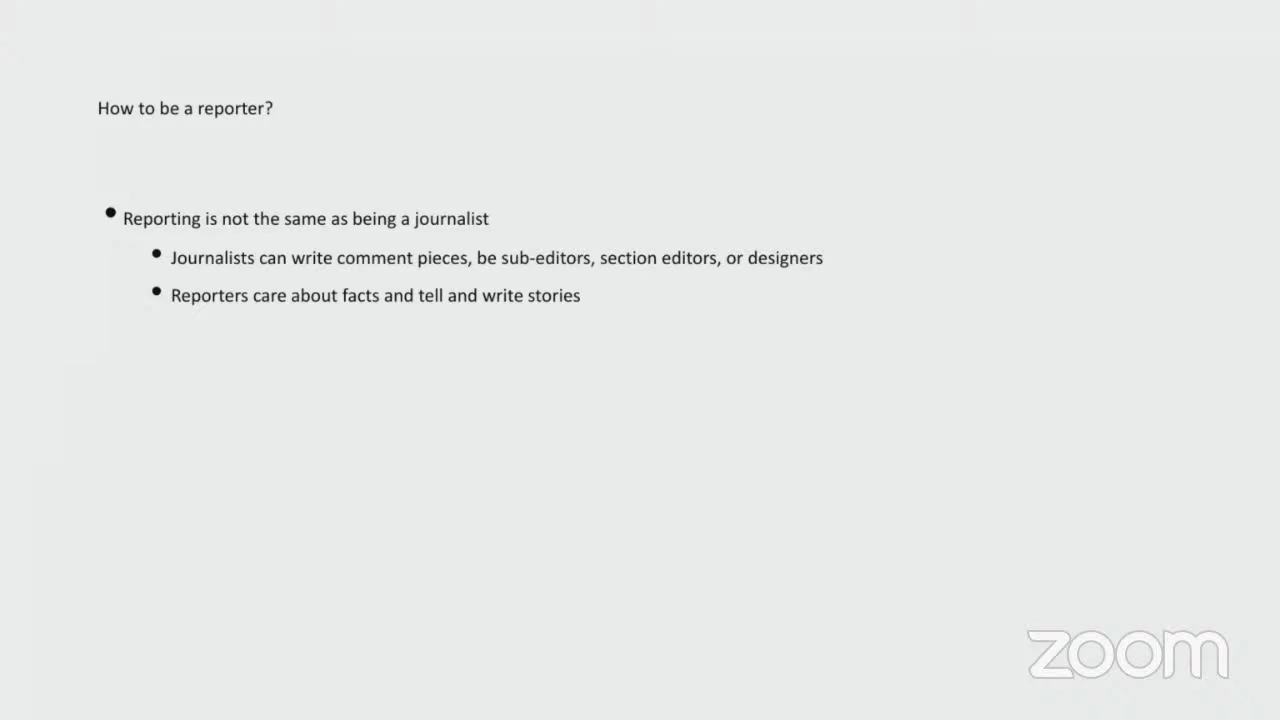 How to be a reporter?
• Reporting is not the same as being a journalist
• Journalists can write comment pieces, be sub-editors, section editors, or designers
• Reporters care about facts and tell and write stories
zoom